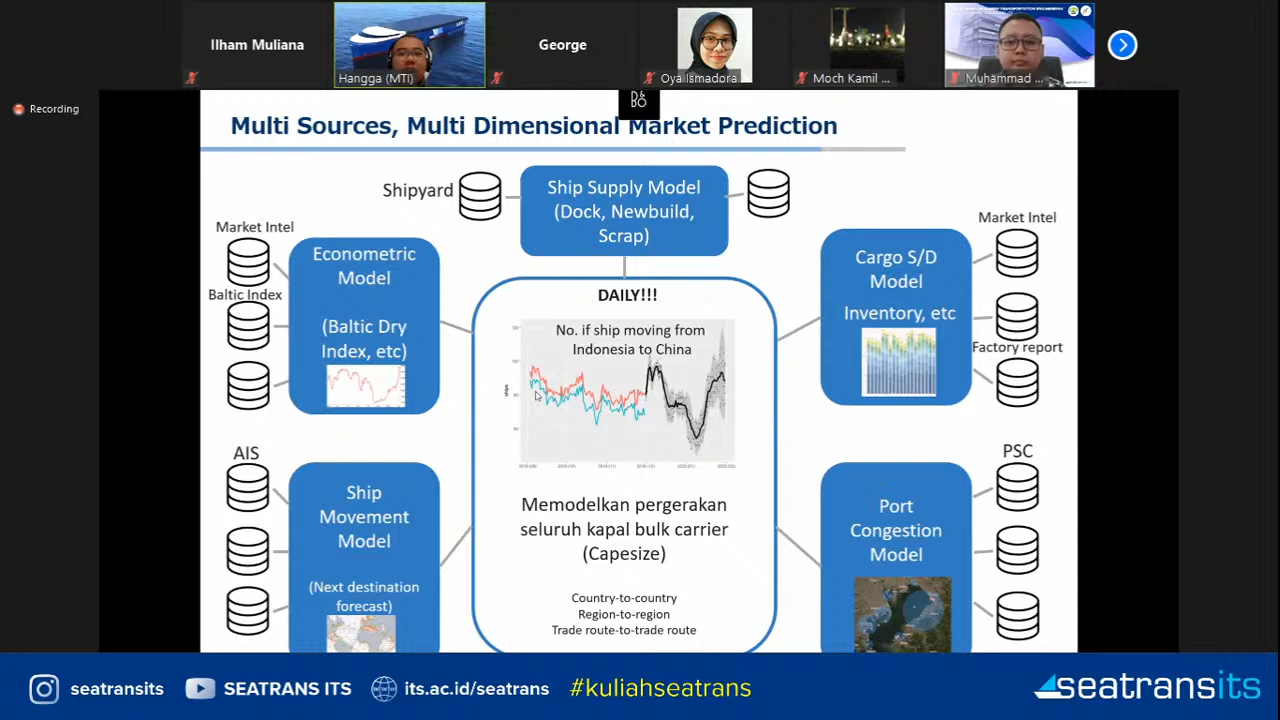 Ilham Muliana
Hangga (MTI)
George
Oya Ismadora
Moch Kamil ...
Muhammad ...
Recording
Multi Sources, Multi Dimensional Market Prediction
Shipyard
Ship Supply Model
(Dock, Newbuild,
Scrap)
Market Intel
Baltic Index
Econometric
Model
(Baltic Dry
Index, etc)
Market Intel
Factory report
Cargo S/D
Model
Inventory, etc
DAILY!!!
No. if ship moving from
Indonesia to China
ships
Memodelkan pergerakan
seluruh kapal bulk carrier
(Capesize)
Country-to-country
Region-to-region
Trade route-to-trade route
AIS
Ship
Movement
Model
(Next destination
forecast)
PSC
Port
Congestion
Model
seatransits
SEATRANS ITS
its.ac.id/seatrans
#kuliahseatrans
seatransits